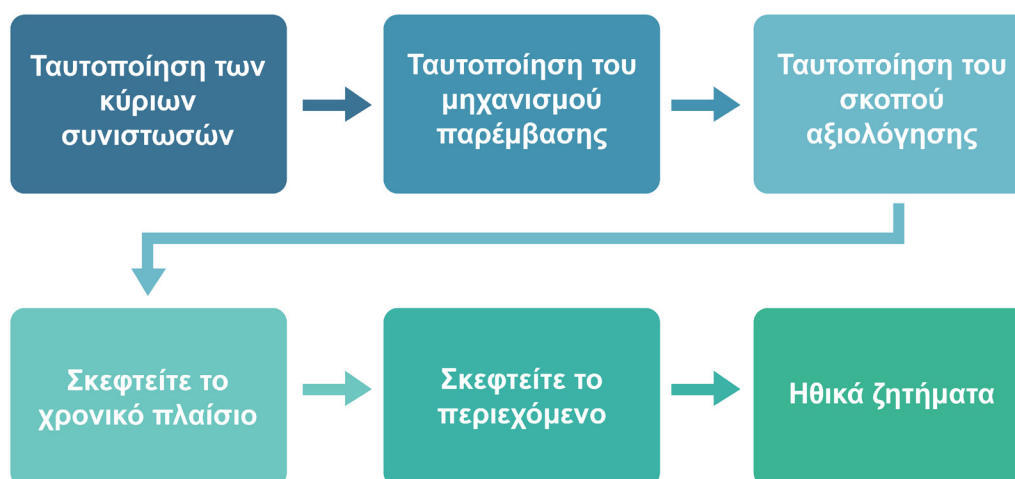 Ταυτοποίηση των
κύριων
συνιστωσών
Ταυτοποίηση του
μηχανισμού
παρέμβασης
Ταυτοποίηση του
σκοπού
αξιολόγησης
Σκεφτείτε το
χρονικό πλαίσιο
Σκεφτείτε το
περιεχόμενο
Ηθικά ζητήματα